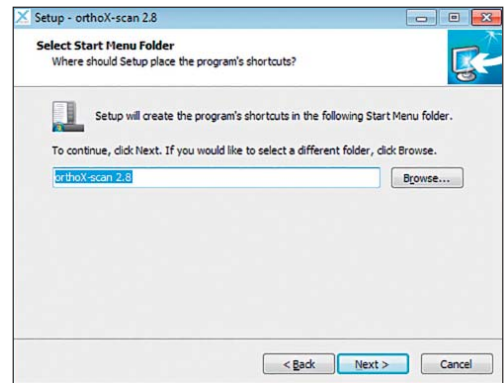 Setup - orthoX-scan 2.8
Select Start Menu Folder
Where should Setup place the program's shortcuts?
Setup will create the program's shortcuts in the following Start Menu folder.
To continue, click Next. If you would like to select a different folder, click Browse.
orthoX-scan 2.8
Browse...
< Back
Next >
Cancel